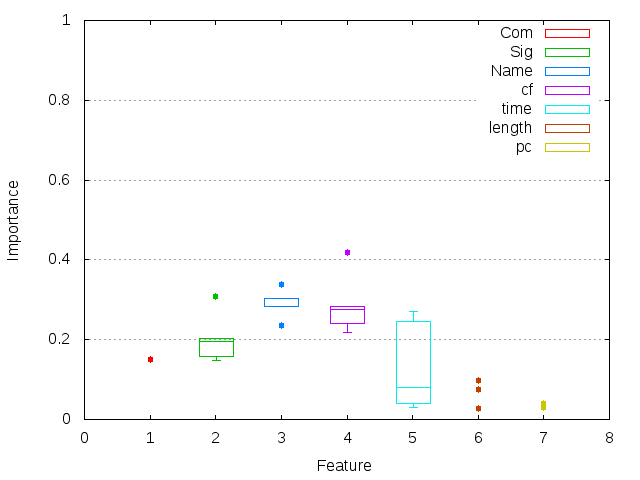 1
0.8
0.6
0.4
0.2
0
Importance
Com
Sig
Name
cf
time
length
pc
0 1 2 3 4 5 6 7 8
Feature